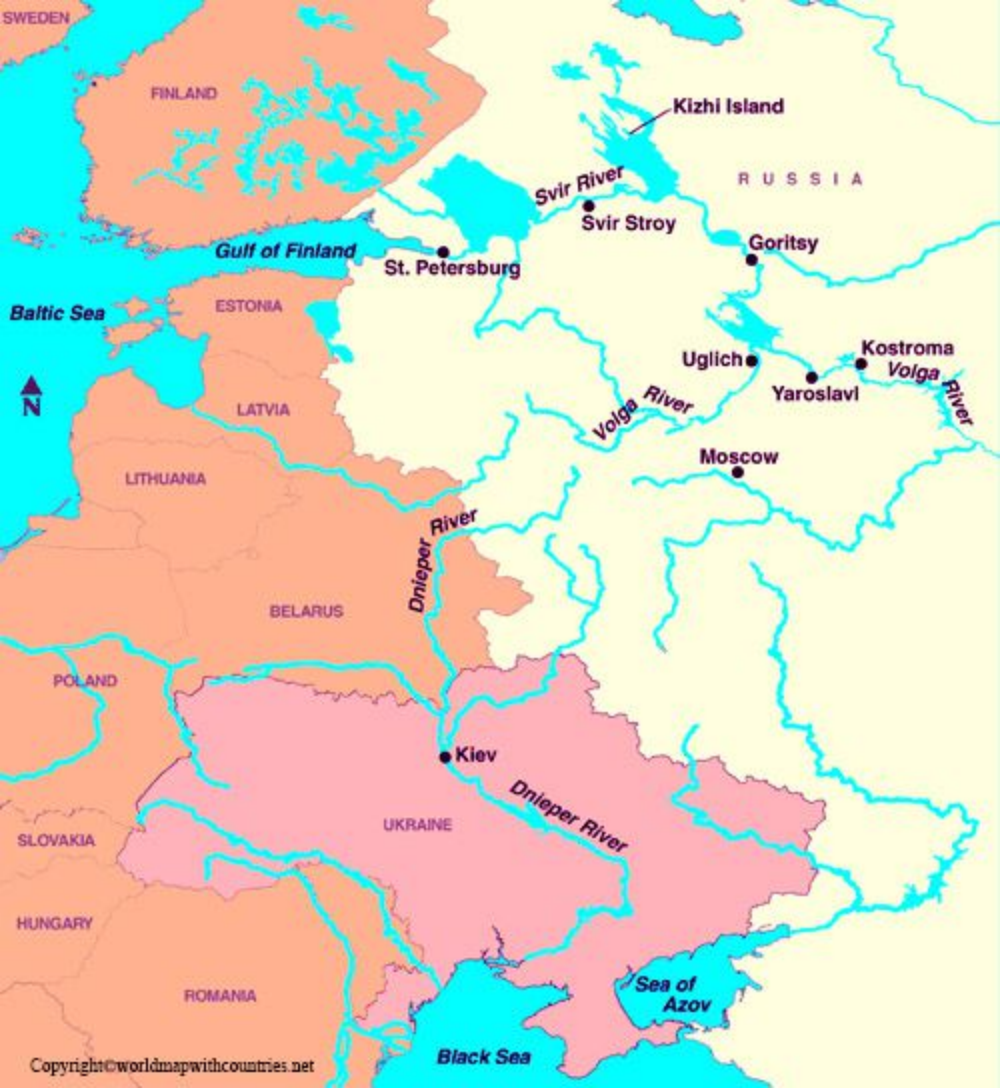 SWEDEN
FINLAND
Kizhi Island
RUSSIA
Svir River
Svir Stroy
Gulf of Finland
St. Petersburg
Goritsy
Baltic Sea
ESTONIA
N
Uglich
Kostroma
Volga
River
Yaroslavl
LATVIA
Volga River
Moscow
LITHUANIA
Dnieper River
BELARUS
POLAND
Kiev
Dnieper River
UKRAINE
SLOVAKIA
HUNGARY
ROMANIA
Sea of
Azov
Black Sea
Copyright©worldmapwithcountries.net